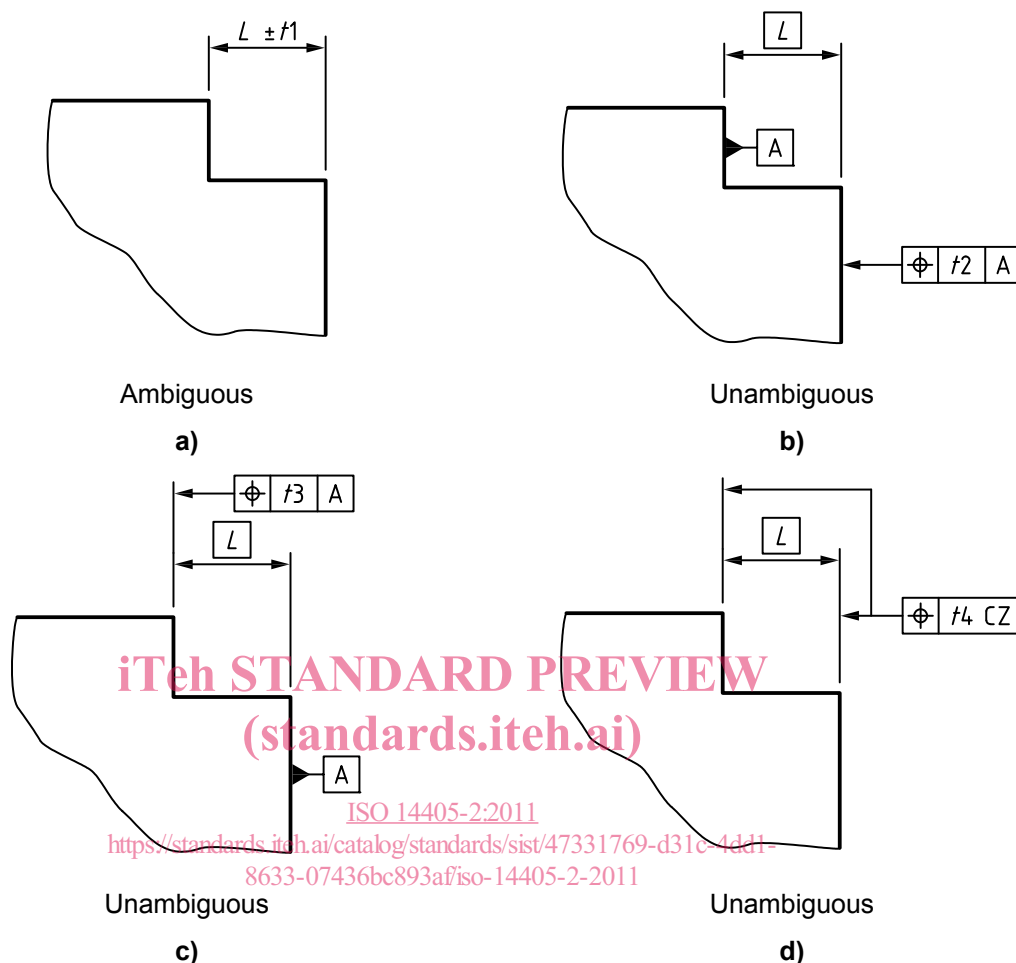 L ±t1
L
A
⌖ t2 A
Ambiguous
Unambiguous
a)
b)
⌖ t3 A
L
L
⌖ t4 CZ
iTeh STANDARD PREVIEW
(standards.iteh.ai)
A
ISO 14405-2:2011
https://standards.iteh.ai/catalog/standards/sist/47331769-d31c-4dd1-
8633-07436bc893af/iso-14405-2-2011
Unambiguous
Unambiguous
c)
d)